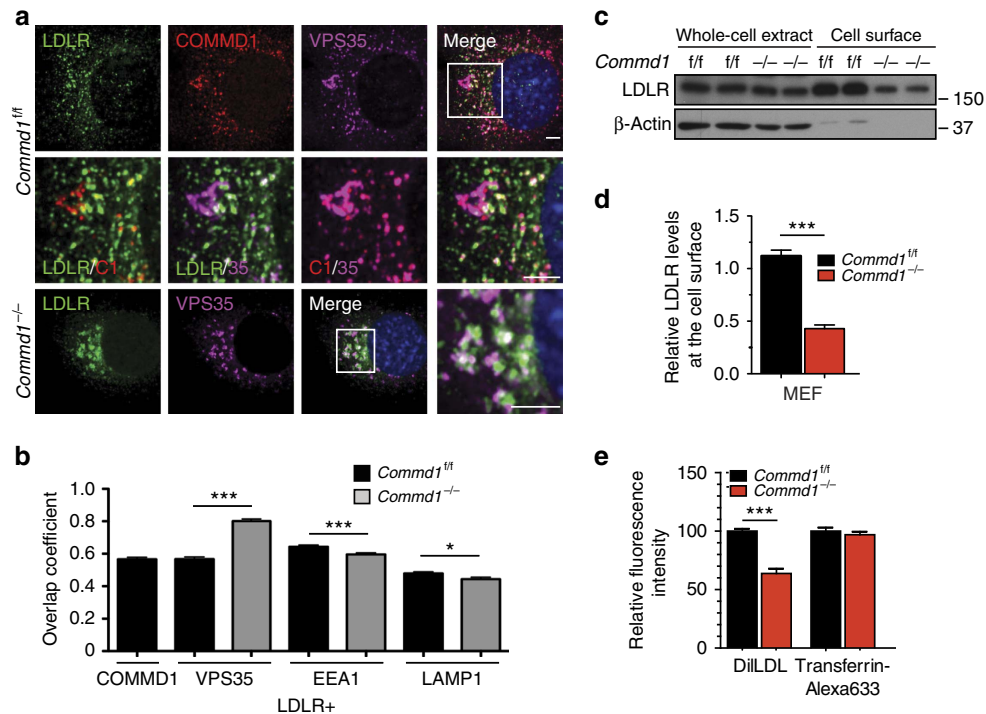 a
LDLR COMMD1 VPS35 Merge
Commd1f/f
LDLR/C1 LDLR/35 C1/35
LDLR VPS35 Merge
Commd1−/−
b
Commd1f/f
Commd1−/−
Overlap coefficient
1.0
0.8
0.6
0.4
0.2
0
***
***
*
COMMD1 VPS35 EEA1 LAMP1
LDLR+
c
Whole-cell extract Cell surface
Commd1 f/f f/f −/− −/− f/f f/f −/− −/−
LDLR – 150
β-Actin – 37
d
Relative LDLR levels
at the cell surface
1.5
1.0
0.5
0.0
***
Commd1f/f
Commd1−/−
MEF
e
Relative fluorescence
intensity
150
100
50
0
Commd1f/f
Commd1−/−
***
DilLDL Transferrin-
Alexa633